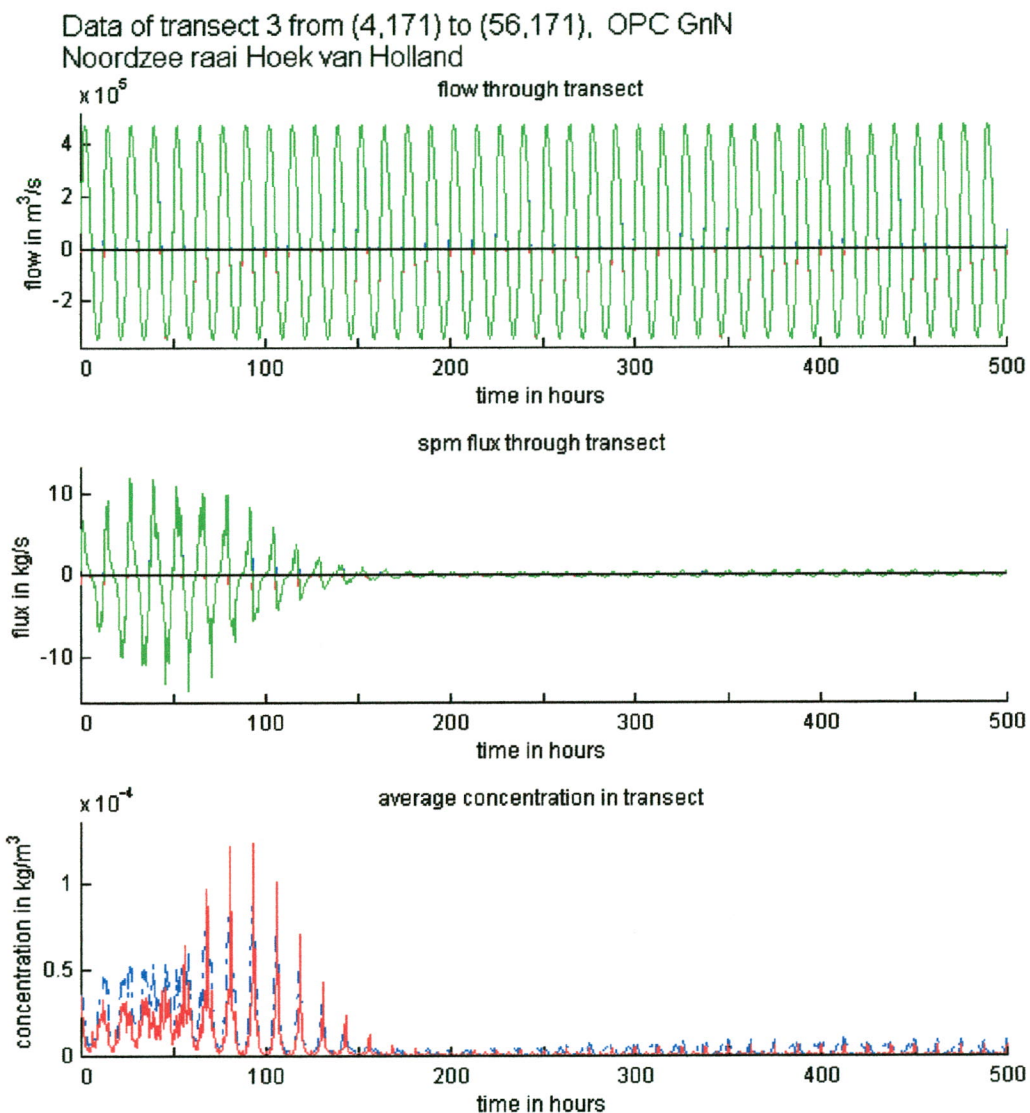 Data of transect 3 from (4,171) to (56,171), OPC GnN
Noordzee raai Hoek van Holland
flow through transect
x 10^5
flow in m^3/s
4
2
0
-2
0 100 200 300 400 500
time in hours
spm flux through transect
flux in kg/s
10
0
-10
0 100 200 300 400 500
time in hours
average concentration in transect
x 10^-4
concentration in kg/m^3
1
0.5
0
0 100 200 300 400 500
time in hours